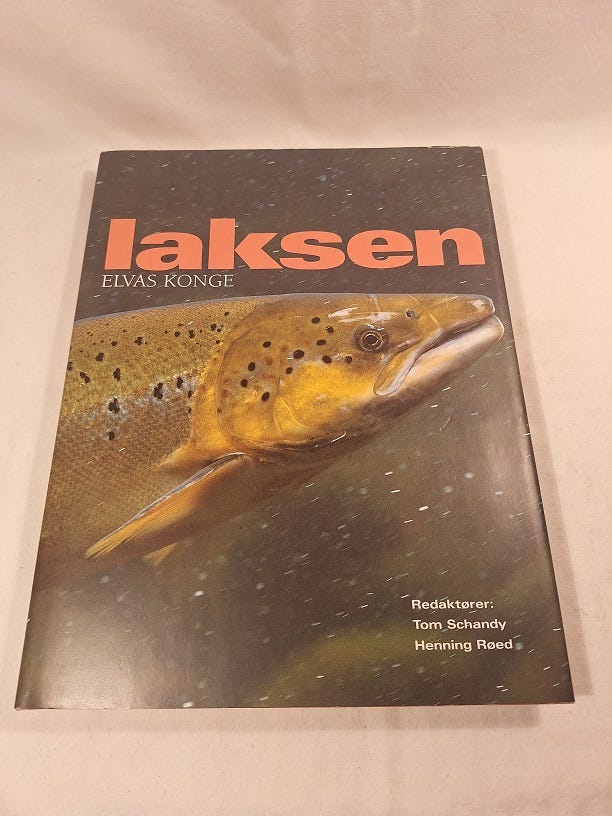 laksen
ELVAS KONGE
Redaktører:
Tom Schandy
Henning Røed